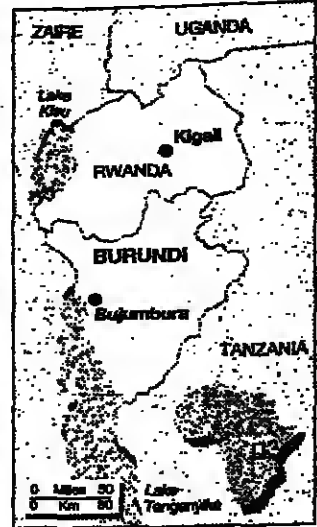 ZAIRE
UGANDA
Lake
Kivu
Kigali
RWANDA
BURUNDI
Bujumbura
TANZANIA
0 Miles 50
0 Km 80
Lake
Tanganyika